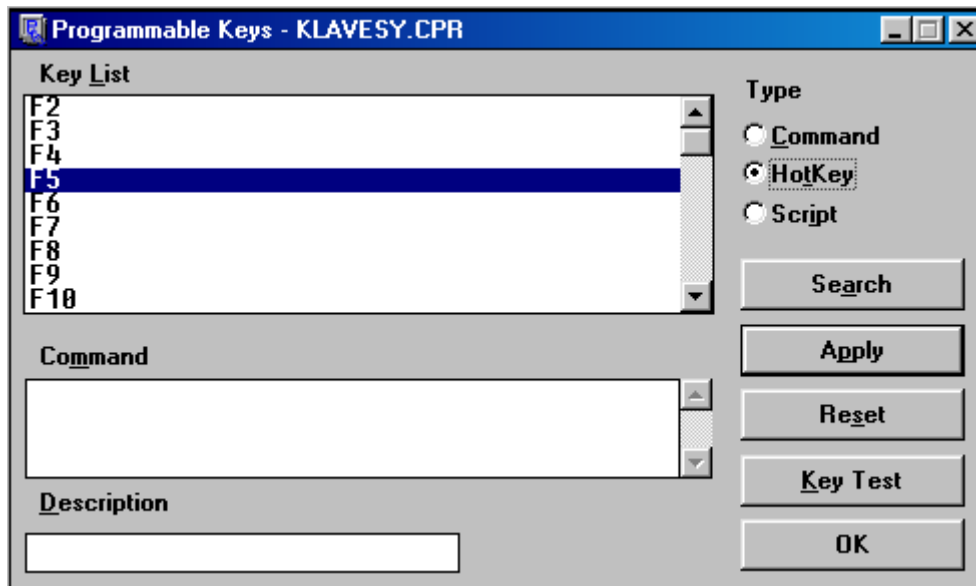 Programmable Keys - KLAVESY.CPR
Key List
F2
F3
F4
F5
F6
F7
F8
F9
F10
Type
Command
HotKey
Script
Search
Apply
Reset
Key Test
OK
Command
Description